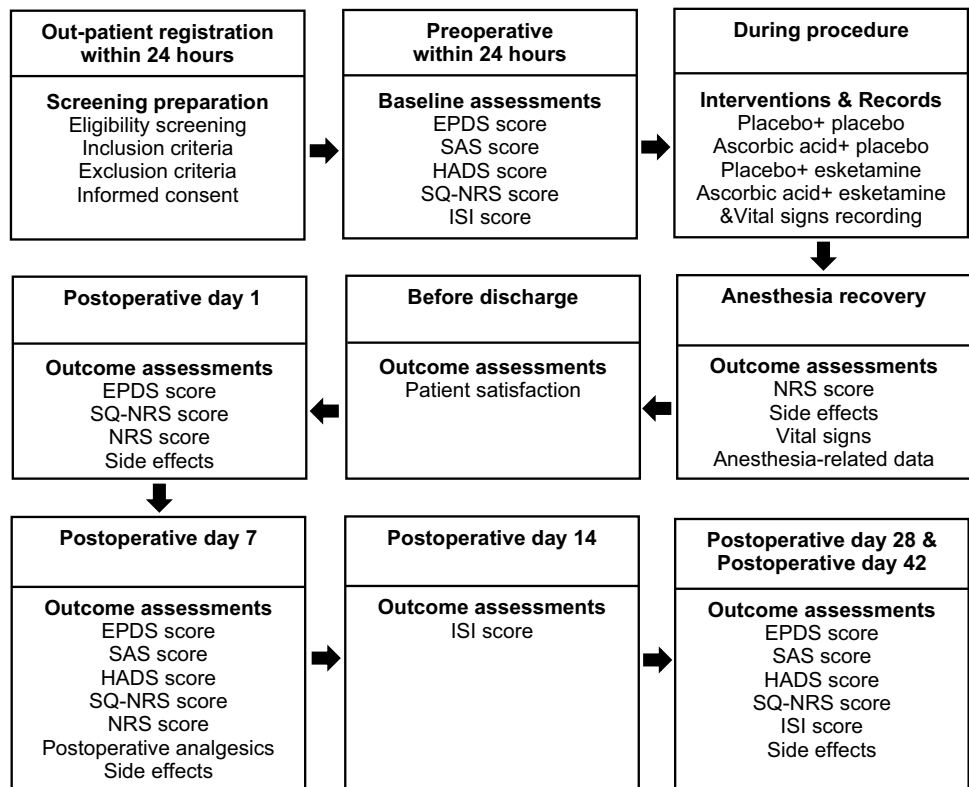 Out-patient registration
within 24 hours
Screening preparation
Eligibility screening
Inclusion criteria
Exclusion criteria
Informed consent
Preoperative
within 24 hours
Baseline assessments
EPDS score
SAS score
HADS score
SQ-NRS score
ISI score
During procedure
Interventions & Records
Placebo+ placebo
Ascorbic acid+ placebo
Placebo+ esketamine
Ascorbic acid+ esketamine
&Vital signs recording
Anesthesia recovery
Outcome assessments
NRS score
Side effects
Vital signs
Anesthesia-related data
Before discharge
Outcome assessments
Patient satisfaction
Postoperative day 1
Outcome assessments
EPDS score
SQ-NRS score
NRS score
Side effects
Postoperative day 7
Outcome assessments
EPDS score
SAS score
HADS score
SQ-NRS score
NRS score
Postoperative analgesics
Side effects
Postoperative day 14
Outcome assessments
ISI score
Postoperative day 28 &
Postoperative day 42
Outcome assessments
EPDS score
SAS score
HADS score
SQ-NRS score
ISI score
Side effects